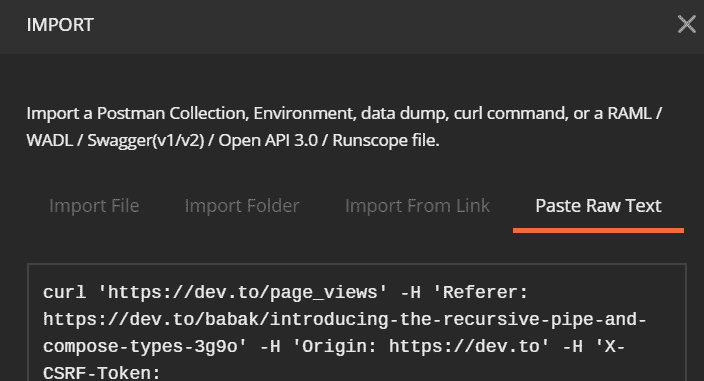 IMPORT
Import a Postman Collection, Environment, data dump, curl command, or a RAML /
WADL / Swagger(v1/v2) / Open API 3.0 / Runscope file.
Import File Import Folder Import From Link Paste Raw Text
curl 'https://dev.to/page_views' -H 'Referer:
https://dev.to/babak/introducing-the-recursive-pipe-and-
compose-types-3g9o' -H 'Origin: https://dev.to' -H 'X-
CSRF-Token: